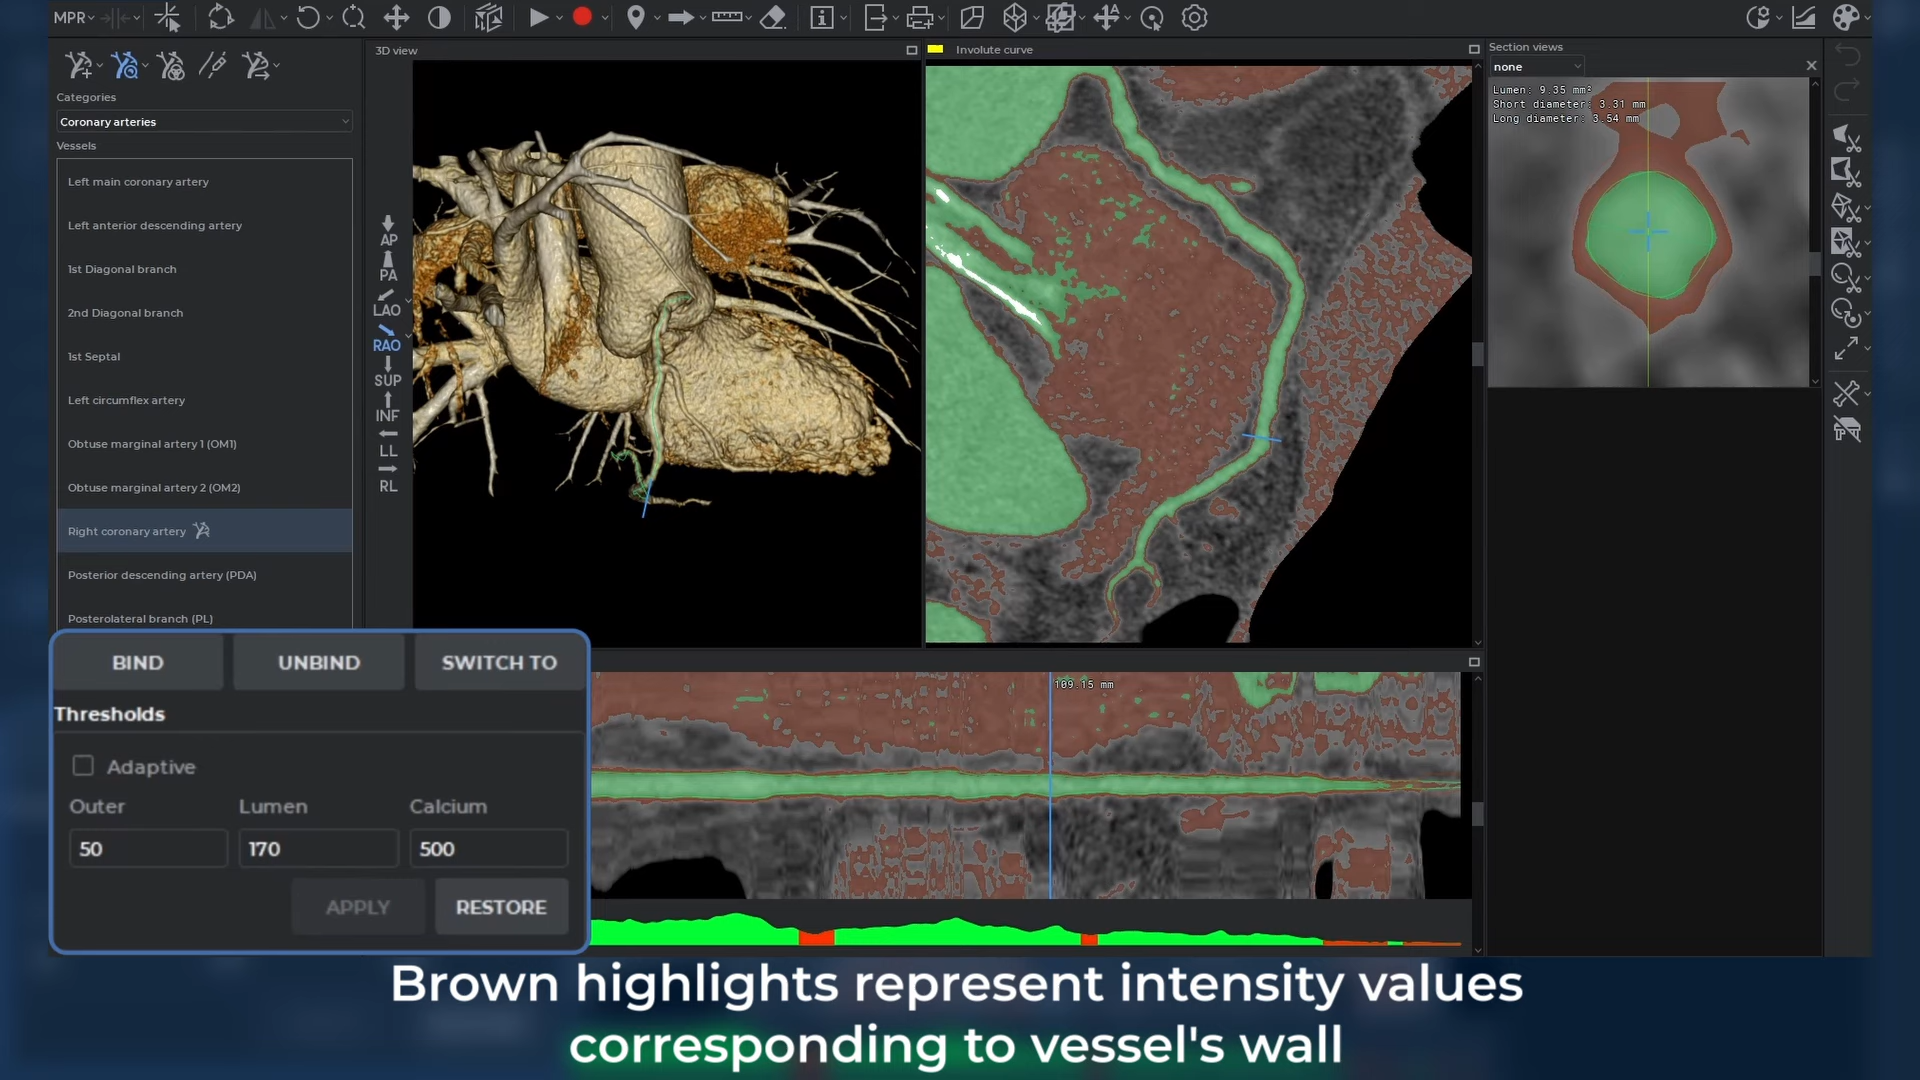 MPR
3D view
Involute curve
Section views
none
Categories
Coronary arteries
Vessels
Left main coronary artery
Left anterior descending artery
1st Diagonal branch
2nd Diagonal branch
1st Septal
Left circumflex artery
Obtuse marginal artery 1 (OM1)
Obtuse marginal artery 2 (OM2)
Right coronary artery
Posterior descending artery (PDA)
Posterolateral branch (PL)
AP
PA
LAO
RAO
SUP
INF
LL
RL
Lumen: 9.35 mm²
Short diameter: 3.31 mm
Long diameter: 3.54 mm
109.15 mm
BIND
UNBIND
SWITCH TO
Thresholds
Adaptive
Outer
Lumen
Calcium
50
170
500
APPLY
RESTORE
Brown highlights represent intensity values
corresponding to vessel's wall